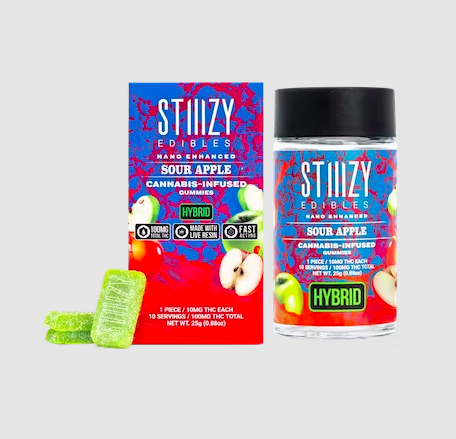 STIIIZY
EDIBLES
NANO ENHANCED
SOUR APPLE
CANNABIS-INFUSED
GUMMIES
HYBRID
100MG
TOTAL THC
MADE WITH
LIVE RESIN
FAST
ACTING
1 PIECE / 10MG THC EACH
10 SERVINGS / 100MG THC TOTAL
NET WT. 25g (0.88oz)
STIIIZY
EDIBLES
NANO ENHANCED
SOUR APPLE
CANNABIS-INFUSED
GUMMIES
1 PIECE / 10MG THC EACH
10 SERVINGS / 100MG THC TOTAL
NET WT. 25g (0.88oz)
HYBRID